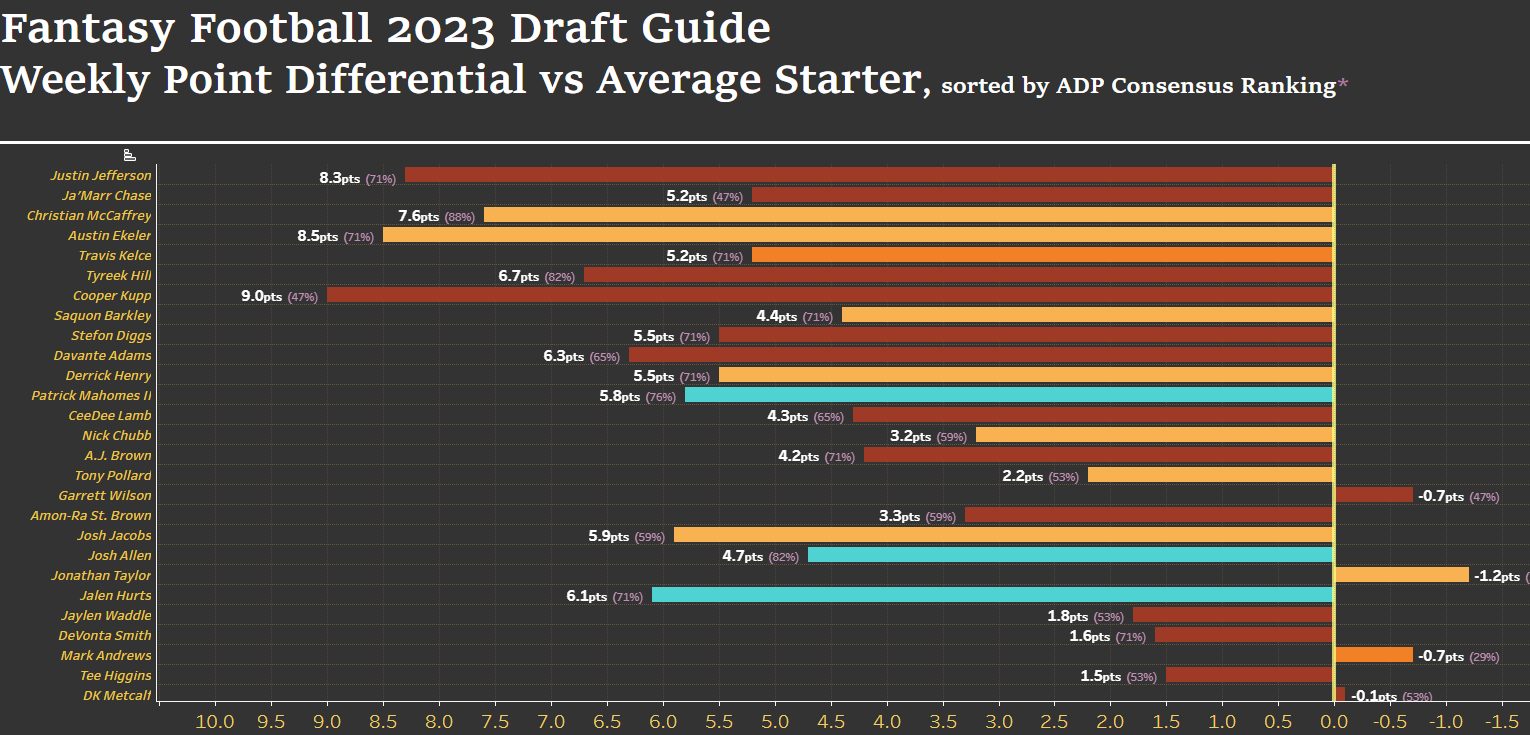 Fantasy Football 2023 Draft Guide
Weekly Point Differential vs Average Starter, sorted by ADP Consensus Ranking*
Justin Jefferson 8.3pts (71%)
Ja'Marr Chase 5.2pts (47%)
Christian McCaffrey 7.6pts (88%)
Austin Ekeler 8.5pts (71%)
Travis Kelce 5.2pts (71%)
Tyreek Hill 6.7pts (82%)
Cooper Kupp 9.0pts (47%)
Saquon Barkley 4.4pts (71%)
Stefon Diggs 5.5pts (71%)
Davante Adams 6.3pts (65%)
Derrick Henry 5.5pts (71%)
Patrick Mahomes II 5.8pts (76%)
CeeDee Lamb 4.3pts (65%)
Nick Chubb 3.2pts (59%)
A.J. Brown 4.2pts (71%)
Tony Pollard 2.2pts (53%)
Garrett Wilson -0.7pts (47%)
Amon-Ra St. Brown 3.3pts (59%)
Josh Jacobs 5.9pts (59%)
Josh Allen 4.7pts (82%)
Jonathan Taylor -1.2pts (
Jalen Hurts 6.1pts (71%)
Jaylen Waddle 1.8pts (53%)
DeVonta Smith 1.6pts (71%)
Mark Andrews -0.7pts (29%)
Tee Higgins 1.5pts (53%)
DK Metcalf -0.1pts (53%)
10.0 9.5 9.0 8.5 8.0 7.5 7.0 6.5 6.0 5.5 5.0 4.5 4.0 3.5 3.0 2.5 2.0 1.5 1.0 0.5 0.0 -0.5 -1.0 -1.5